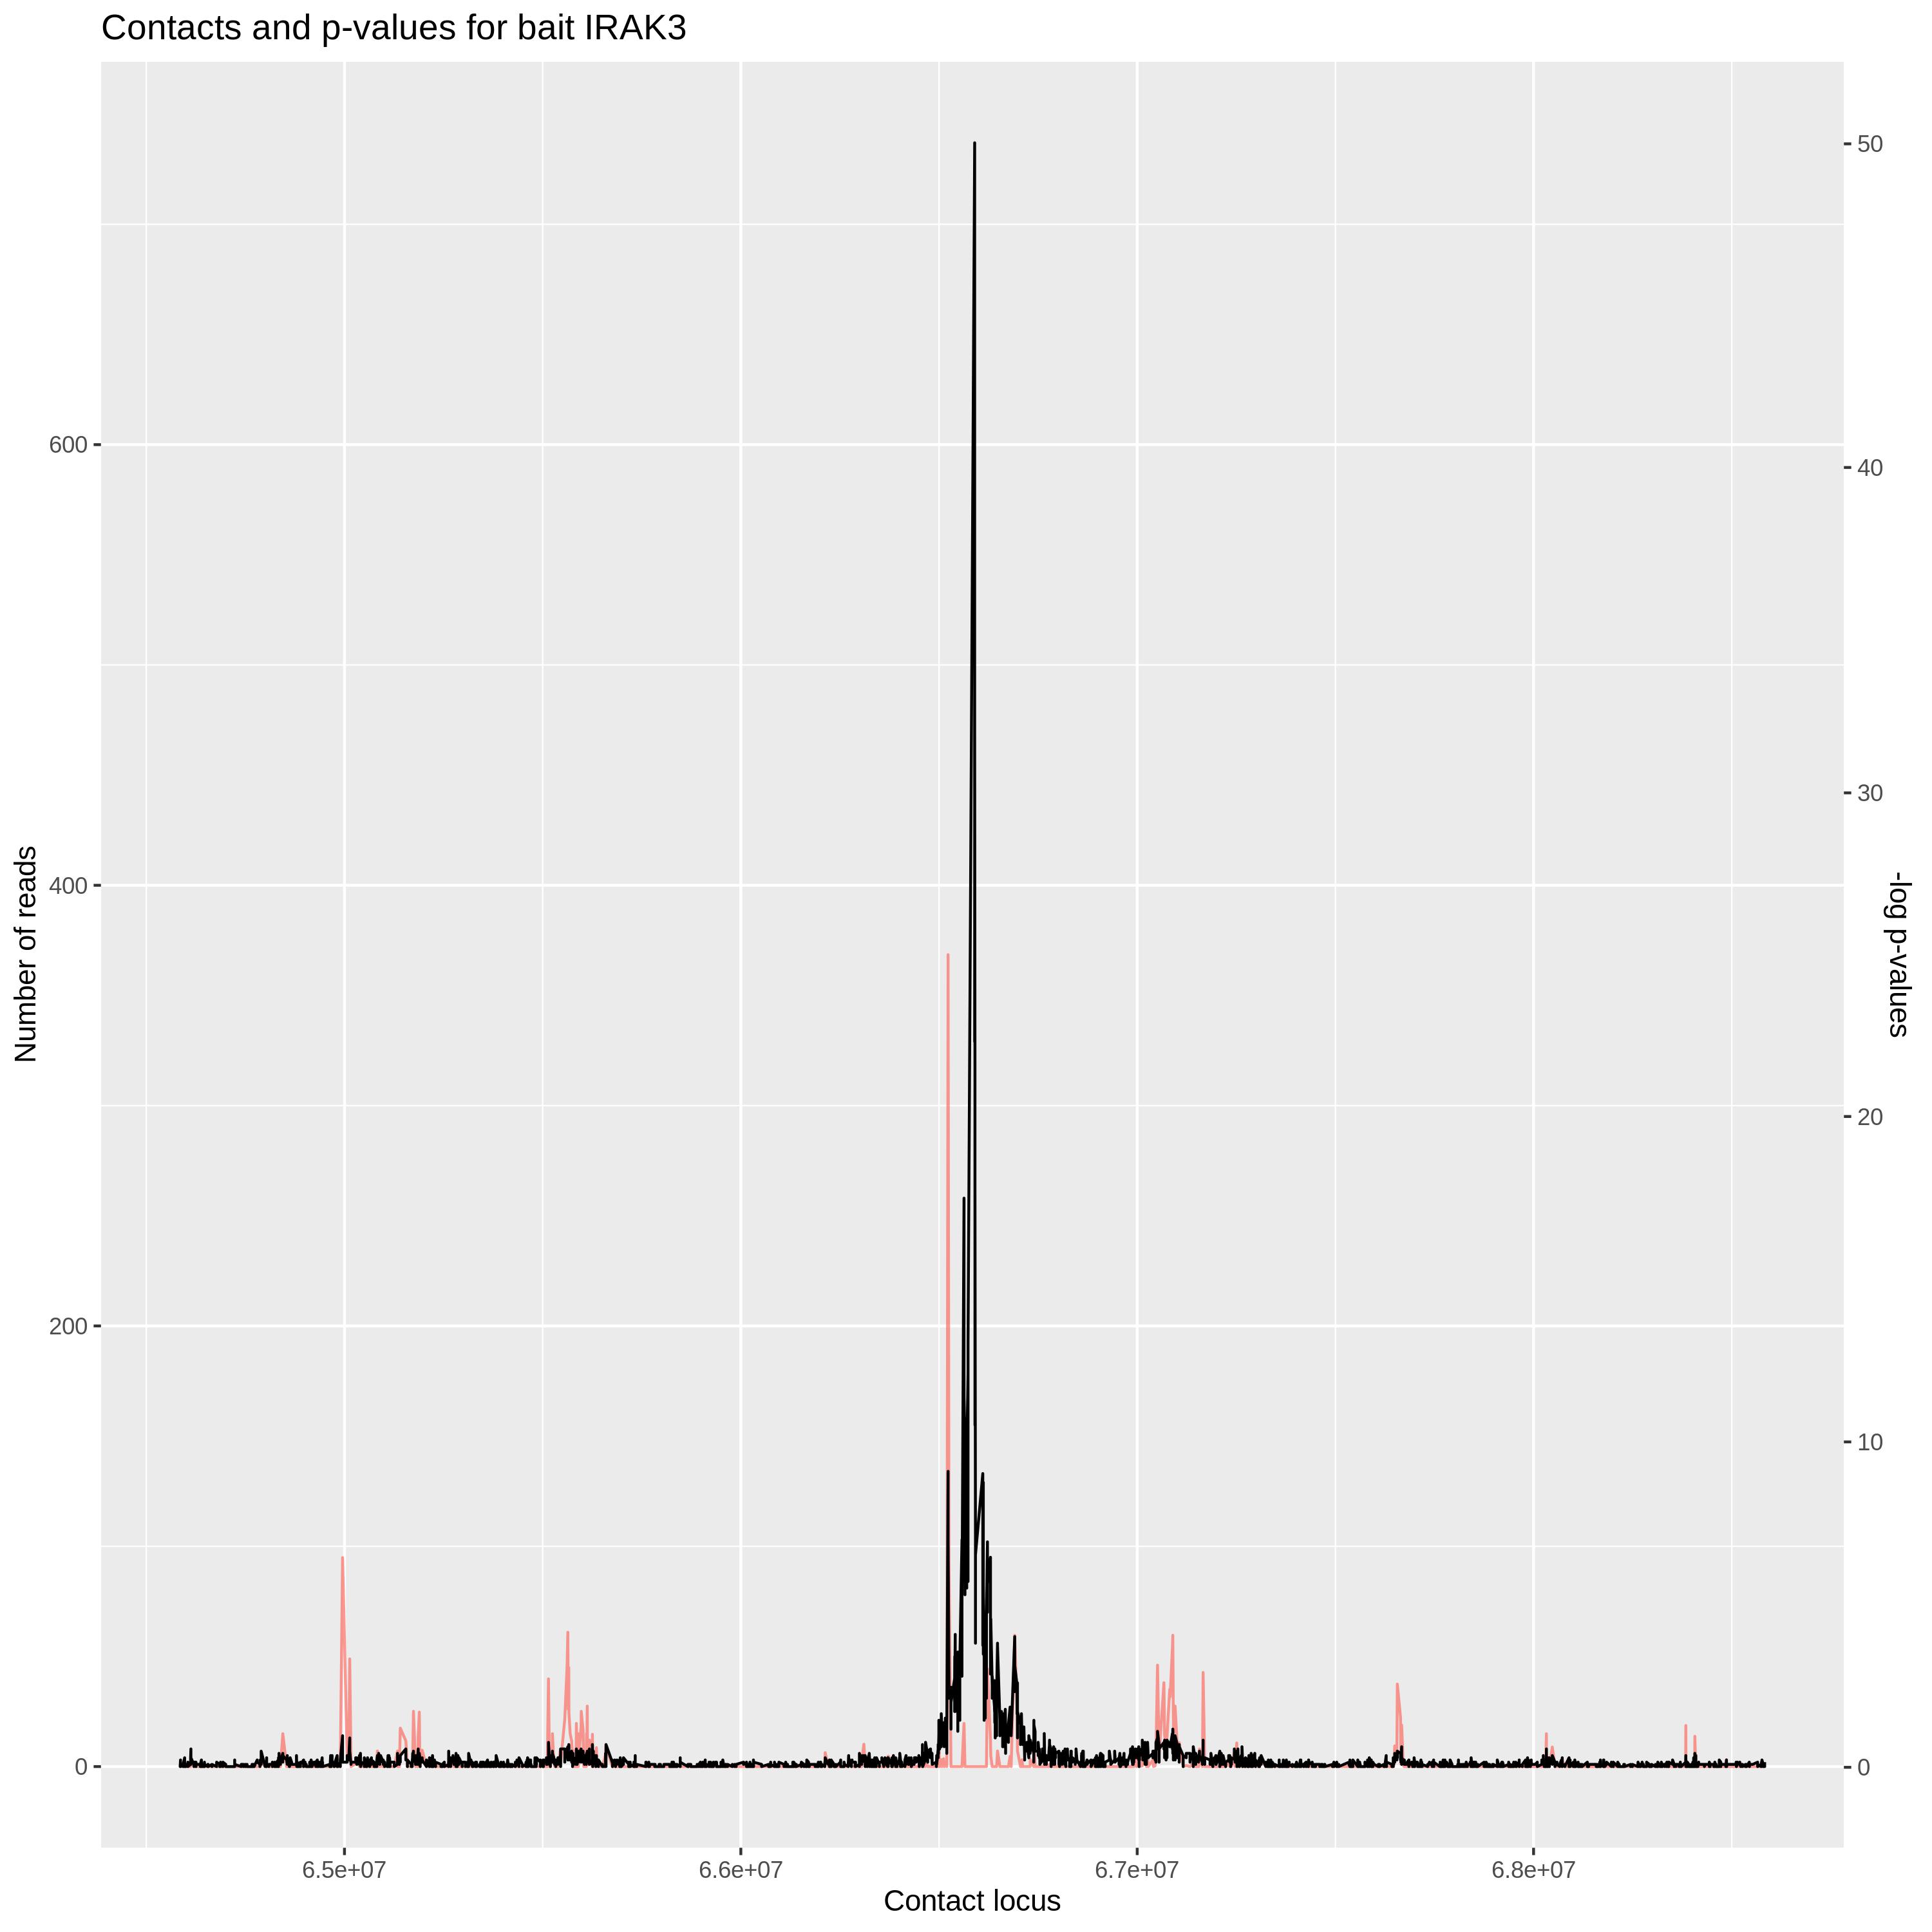 Contacts and p-values for bait IRAK3
Number of reads
600
400
200
0
50
40
30
20
10
0
-log p-values
6.5e+07 6.6e+07 6.7e+07 6.8e+07
Contact locus